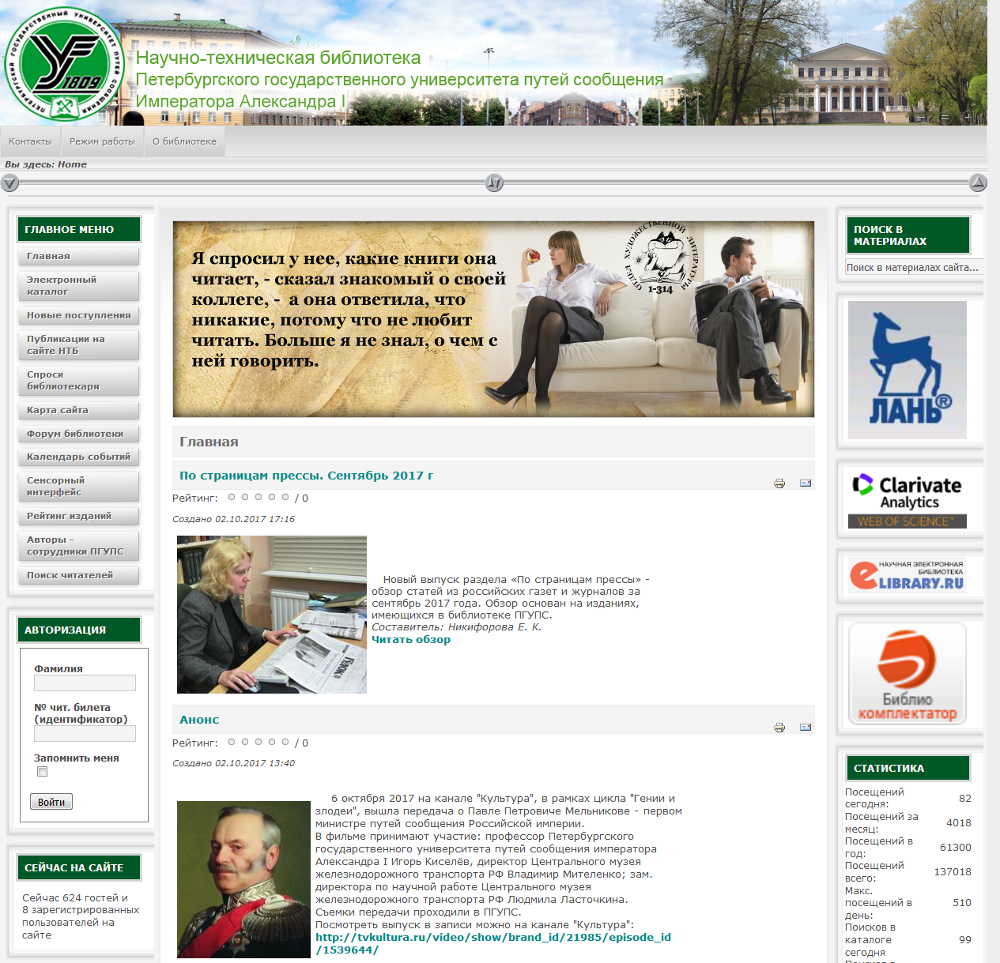 ПЕТЕРБУРГСКИЙ ГОСУДАРСТВЕННЫЙ УНИВЕРСИТЕТ ПУТЕЙ СООБЩЕНИЯ
1809
Научно-техническая библиотека
Петербургского государственного университета путей сообщения
Императора Александра I
Контакты
Режим работы
О библиотеке
Вы здесь: Home
ГЛАВНОЕ МЕНЮ
Главная
Электронный
каталог
Новые поступления
Публикации на
сайте НТБ
Спроси
библиотекаря
Карта сайта
Форум библиотеки
Календарь событий
Сенсорный
интерфейс
Рейтинг изданий
Авторы -
сотрудники ПГУПС
Поиск читателей
АВТОРИЗАЦИЯ
Фамилия
№ чит. билета
(идентификатор)
Запомнить меня
Войти
СЕЙЧАС НА САЙТЕ
Сейчас 624 гостей и
8 зарегистрированных
пользователей на
сайте
Я спросил у нее, какие книги она
читает, - сказал знакомый о своей
коллеге, - а она ответила, что
никакие, потому что не любит
читать. Больше я не знал, о чем с
ней говорить.
ОТДЕЛ ХУДОЖЕСТВЕННОЙ ЛИТЕРАТУРЫ
1-314
Главная
По страницам прессы. Сентябрь 2017 г
Рейтинг: / 0
Создано 02.10.2017 17:16
ГУДОК
Новый выпуск раздела «По страницам прессы» -
обзор статей из российских газет и журналов за
сентябрь 2017 года. Обзор основан на изданиях,
имеющихся в библиотеке ПГУПС.
Составитель: Никифорова Е. К.
Читать обзор
Анонс
Рейтинг: / 0
Создано 02.10.2017 13:40
6 октября 2017 на канале "Культура", в рамках цикла "Гении и
злодеи", вышла передача о Павле Петровиче Мельникове - первом
министре путей сообщения Российской империи.
В фильме принимают участие: профессор Петербургского
государственного университета путей сообщения императора
Александра I Игорь Киселёв, директор Центрального музея
железнодорожного транспорта РФ Владимир Мителенко; зам.
директора по научной работе Центрального музея
железнодорожного транспорта РФ Людмила Ласточкина.
Съемки передачи проходили в ПГУПС.
Посмотреть выпуск в записи можно на канале "Культура":
http://tvkultura.ru/video/show/brand_id/21985/episode_id
/1539644/
ПОИСК В
МАТЕРИАЛАХ
Поиск в материалах сайта...
ЛАНЬ®
Clarivate
Analytics
WEB OF SCIENCE™
НАУЧНАЯ ЭЛЕКТРОННАЯ
БИБЛИОТЕКА
eLIBRARY.RU
Библио
комплектатор
СТАТИСТИКА
Посещений
сегодня: 82
Посещений за
месяц: 4018
Посещений в
год: 61300
Посещений
всего: 137018
Макс.
посещений в
день: 510
Поисков в
каталоге
сегодня 99
Поисков в